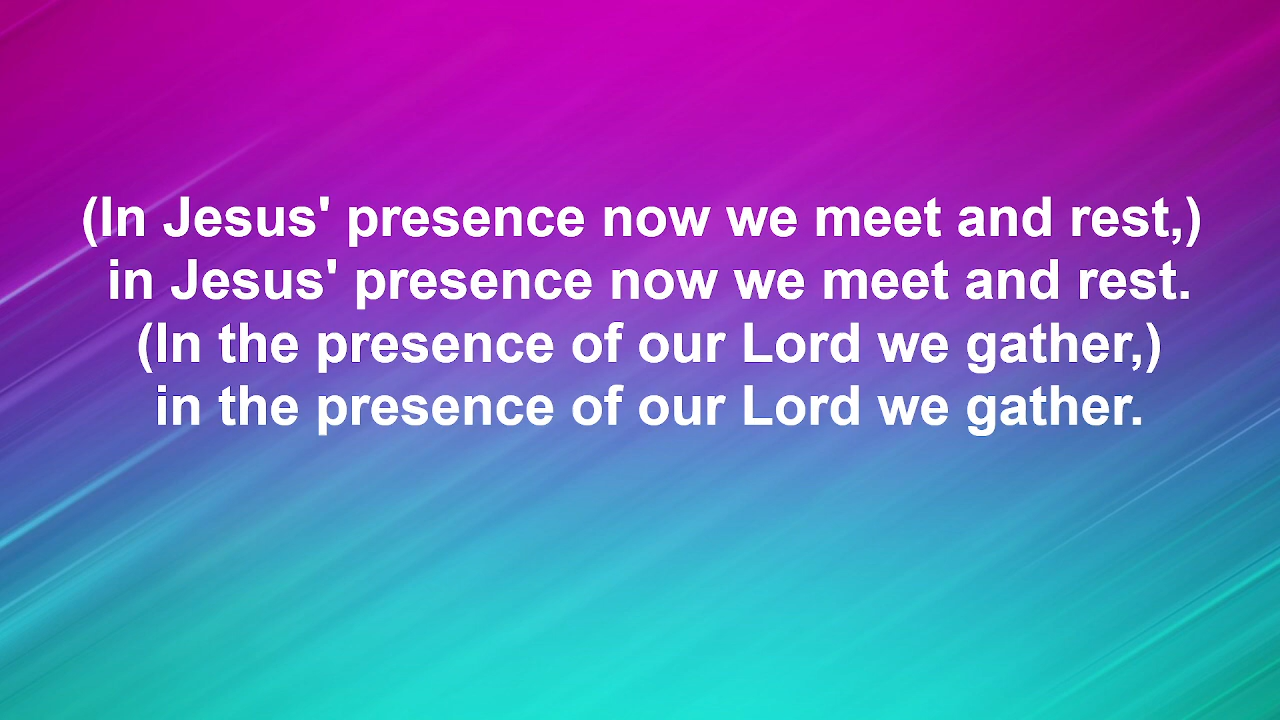 (In Jesus' presence now we meet and rest,)
in Jesus' presence now we meet and rest.
(In the presence of our Lord we gather,)
in the presence of our Lord we gather.